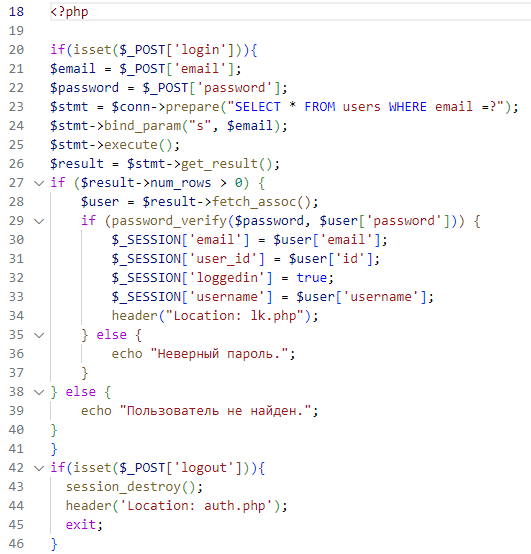 18 <?php
19
20 if(isset($_POST['login'])){
21 $email = $_POST['email'];
22 $password = $_POST['password'];
23 $stmt = $conn->prepare("SELECT * FROM users WHERE email =?");
24 $stmt->bind_param("s", $email);
25 $stmt->execute();
26 $result = $stmt->get_result();
27 if ($result->num_rows > 0) {
28     $user = $result->fetch_assoc();
29     if (password_verify($password, $user['password'])) {
30         $_SESSION['email'] = $user['email'];
31         $_SESSION['user_id'] = $user['id'];
32         $_SESSION['loggedin'] = true;
33         $_SESSION['username'] = $user['username'];
34         header("Location: lk.php");
35     } else {
36         echo "Неверный пароль.";
37     }
38 } else {
39     echo "Пользователь не найден.";
40 }
41 }
42 if(isset($_POST['logout'])){
43   session_destroy();
44   header('Location: auth.php');
45   exit;
46 }